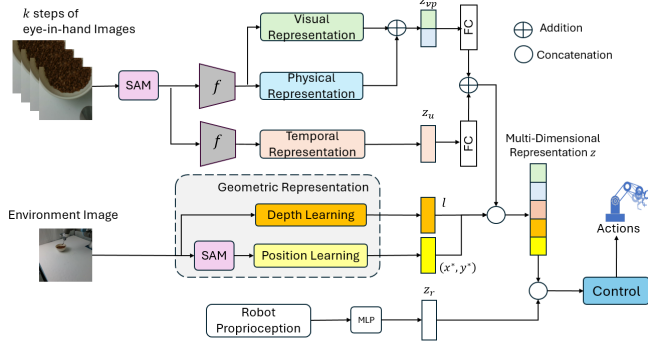 k steps of
eye-in-hand Images
SAM
f
Visual
Representation
Physical
Representation
z_vp
FC
Addition
Concatenation
f
Temporal
Representation
z_u
FC
Multi-Dimensional
Representation z
Geometric Representation
Environment Image
Depth Learning
l
SAM
Position Learning
(x*, y*)
Actions
Control
Robot
Proprioception
MLP
z_r